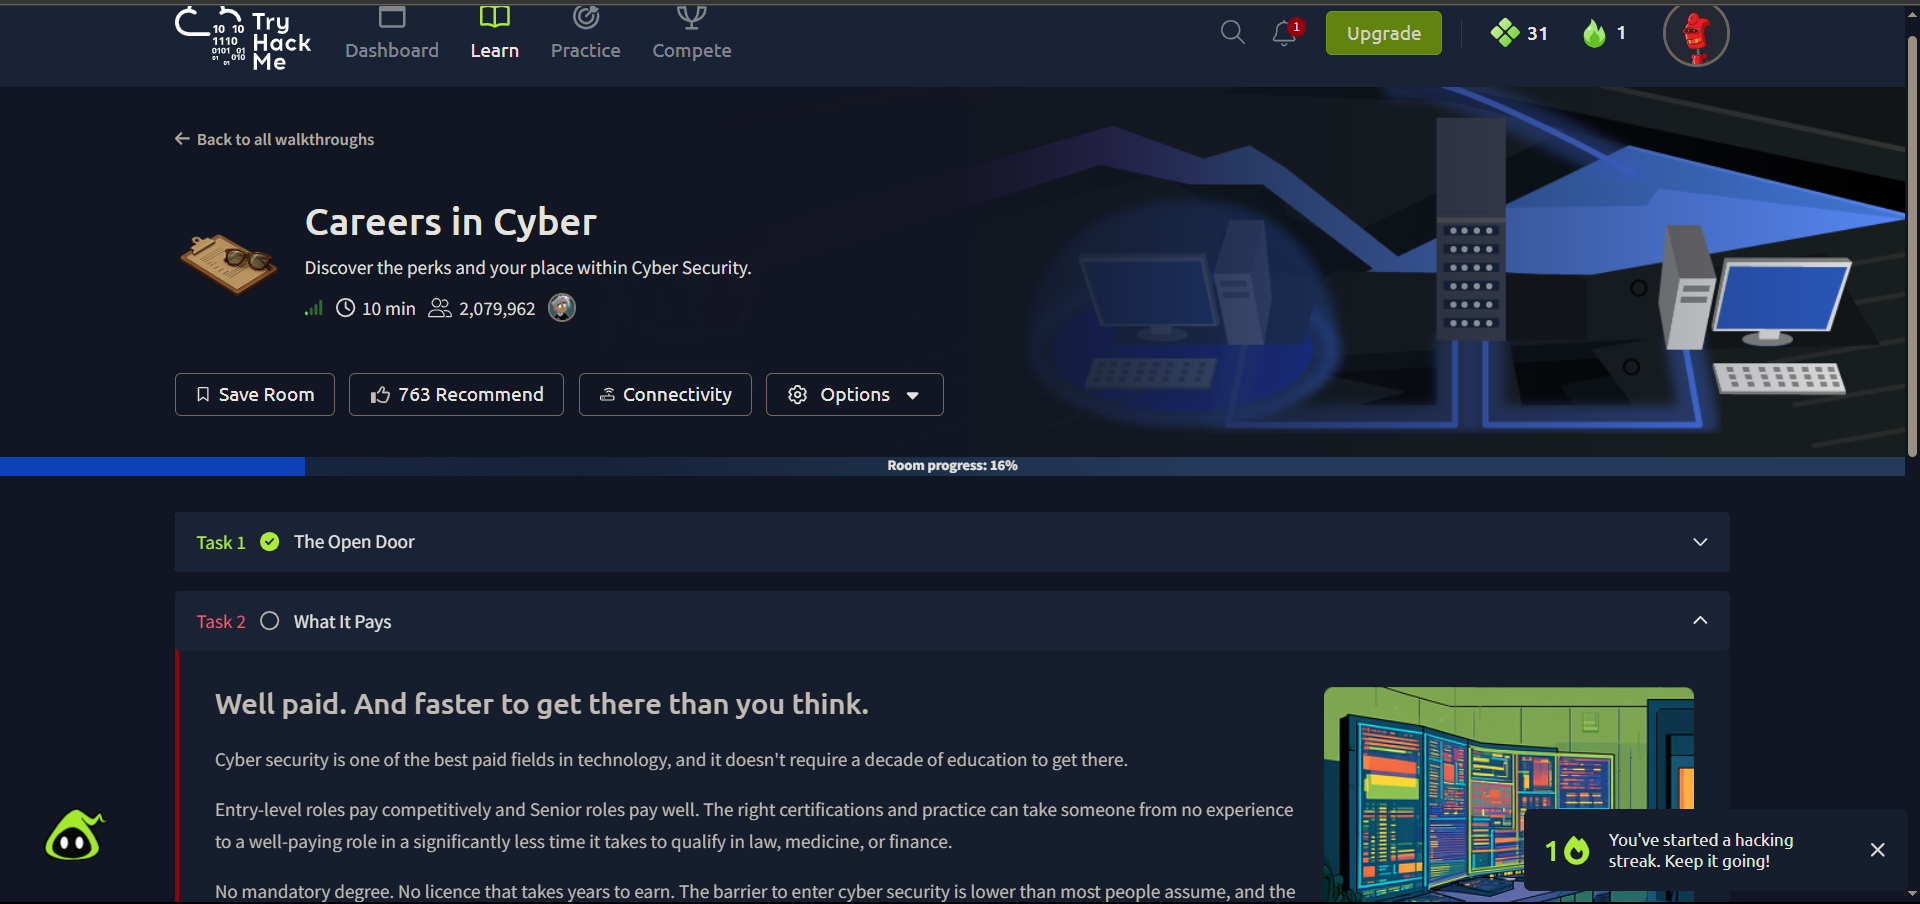 Try
Hack
Me
10 10
1110
0101 01
01 010
01
Dashboard
Learn
Practice
Compete
1
Upgrade
31
1
Back to all walkthroughs
Careers in Cyber
Discover the perks and your place within Cyber Security.
10 min 2,079,962
Save Room
763 Recommend
Connectivity
Options
Room progress: 16%
Task 1 The Open Door
Task 2 What It Pays
Well paid. And faster to get there than you think.
Cyber security is one of the best paid fields in technology, and it doesn't require a decade of education to get there.
Entry-level roles pay competitively and Senior roles pay well. The right certifications and practice can take someone from no experience
to a well-paying role in a significantly less time it takes to qualify in law, medicine, or finance.
No mandatory degree. No licence that takes years to earn. The barrier to enter cyber security is lower than most people assume, and the
1
You've started a hacking
streak. Keep it going!